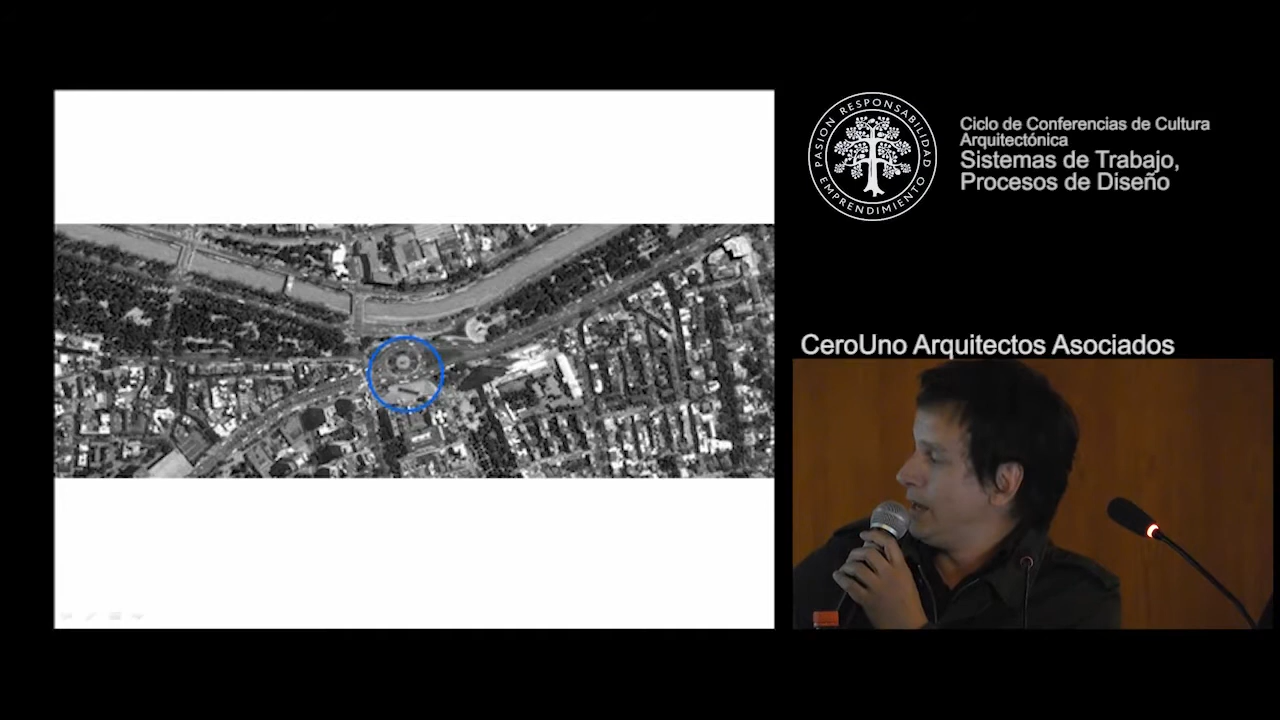 PASION RESPONSABILIDAD
EMPRENDIMIENTO
Ciclo de Conferencias de Cultura
Arquitectónica
Sistemas de Trabajo,
Procesos de Diseño
CeroUno Arquitectos Asociados